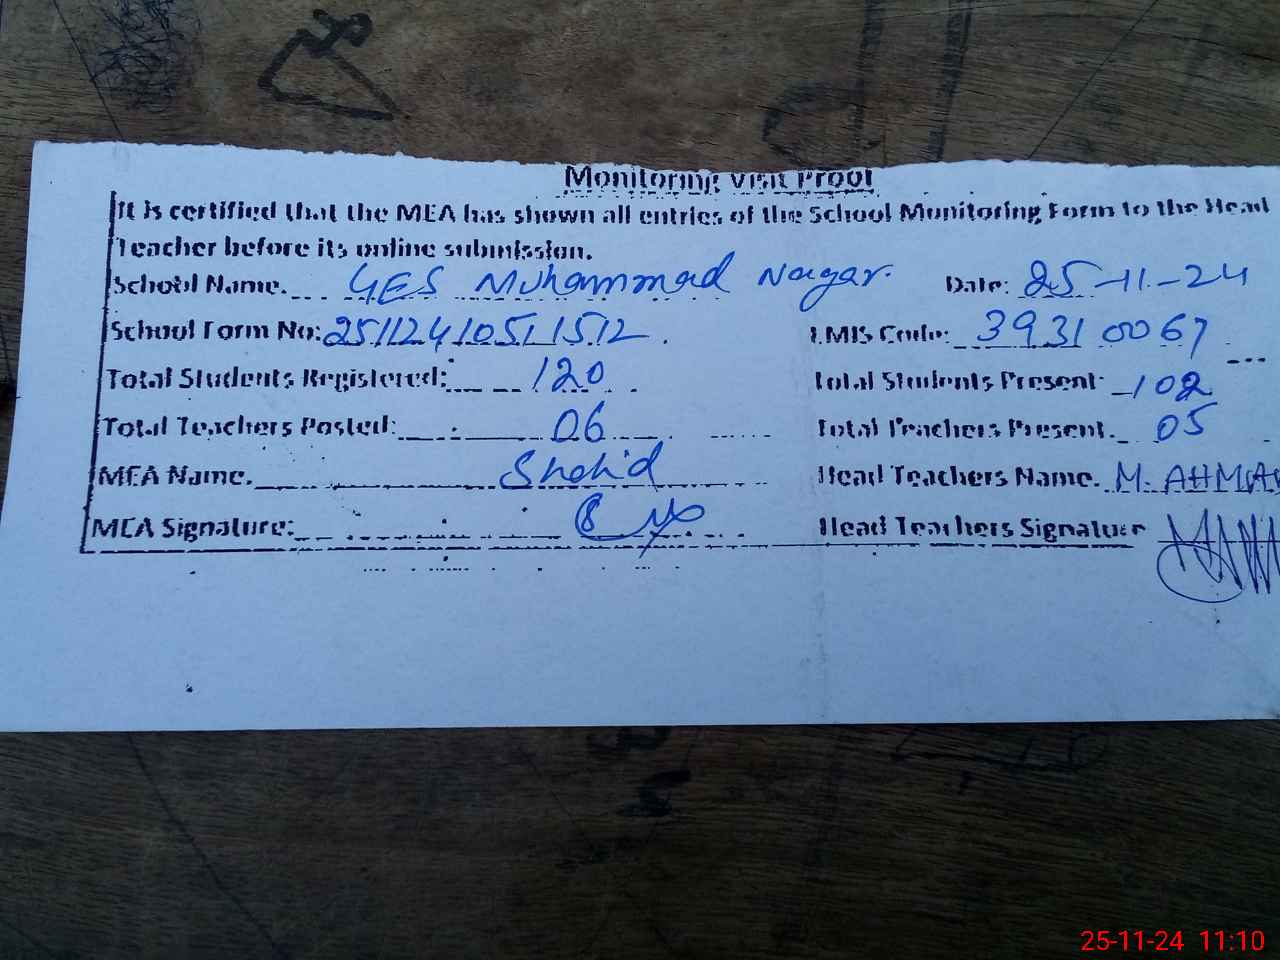 Monitoring Visit Proof
It is certified that the MEA has shown all entries of the School Monitoring Form to the Head
Teacher before its online submission.
School Name. GES Muhammad Nagar. Date: 25-11-24
School Form No: 25112410511512. EMIS Code: 39310067
Total Students Registered: 120 Total Students Present 102
Total Teachers Posted: 06 Total Teachers Present. 05
MEA Name. Shahid Head Teachers Name. M. AHMA
MEA Signature: Head Teachers Signature
25-11-24 11:10